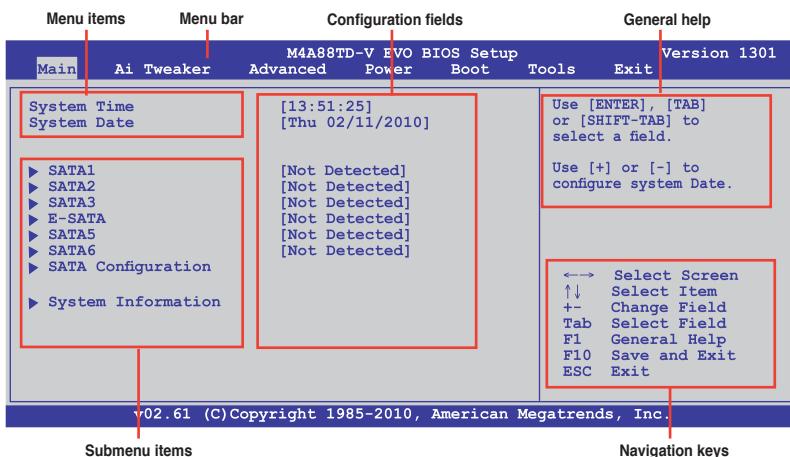 Menu items Menu bar Configuration fields General help
M4A88TD-V EVO BIOS Setup Version 1301
Main Ai Tweaker Advanced Power Boot Tools Exit
System Time [13:51:25]
System Date [Thu 02/11/2010]
SATA1 [Not Detected]
SATA2 [Not Detected]
SATA3 [Not Detected]
E-SATA [Not Detected]
SATA5 [Not Detected]
SATA6 [Not Detected]
SATA Configuration
System Information
Use [ENTER], [TAB]
or [SHIFT-TAB] to
select a field.
Use [+] or [-] to
configure system Date.
←→ Select Screen
↑↓ Select Item
+- Change Field
Tab Select Field
F1 General Help
F10 Save and Exit
ESC Exit
v02.61 (C)Copyright 1985-2010, American Megatrends, Inc.
Submenu items Navigation keys